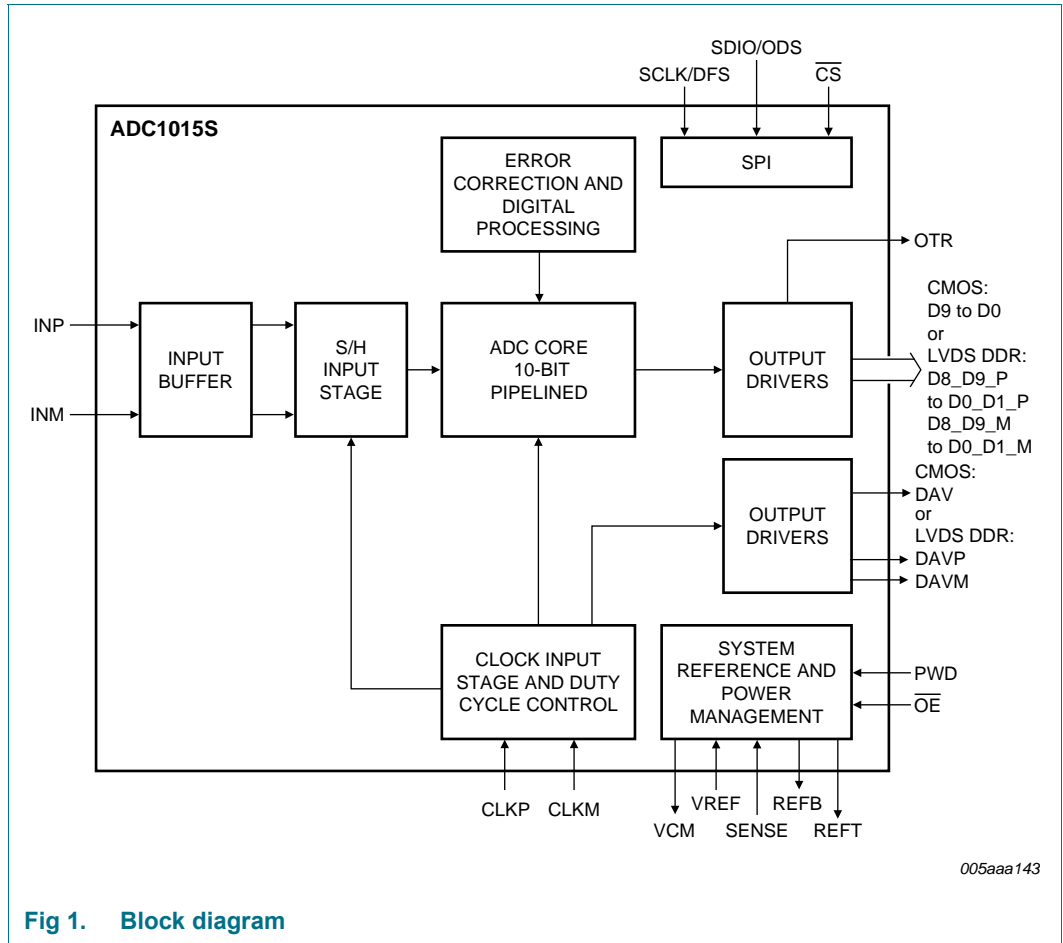 SDIO/ODS
SCLK/DFS
C̅S̅
ADC1015S
ERROR
CORRECTION AND
DIGITAL
PROCESSING
SPI
OTR
CMOS:
D9 to D0
or
LVDS DDR:
D8_D9_P
to D0_D1_P
D8_D9_M
to D0_D1_M
INP
INM
INPUT
BUFFER
S/H
INPUT
STAGE
ADC CORE
10-BIT
PIPELINED
OUTPUT
DRIVERS
OUTPUT
DRIVERS
CMOS:
DAV
or
LVDS DDR:
DAVP
DAVM
CLOCK INPUT
STAGE AND DUTY
CYCLE CONTROL
SYSTEM
REFERENCE AND
POWER
MANAGEMENT
PWD
O̅E̅
CLKP
CLKM
VCM
VREF
SENSE
REFB
REFT
005aaa143
Fig 1. Block diagram